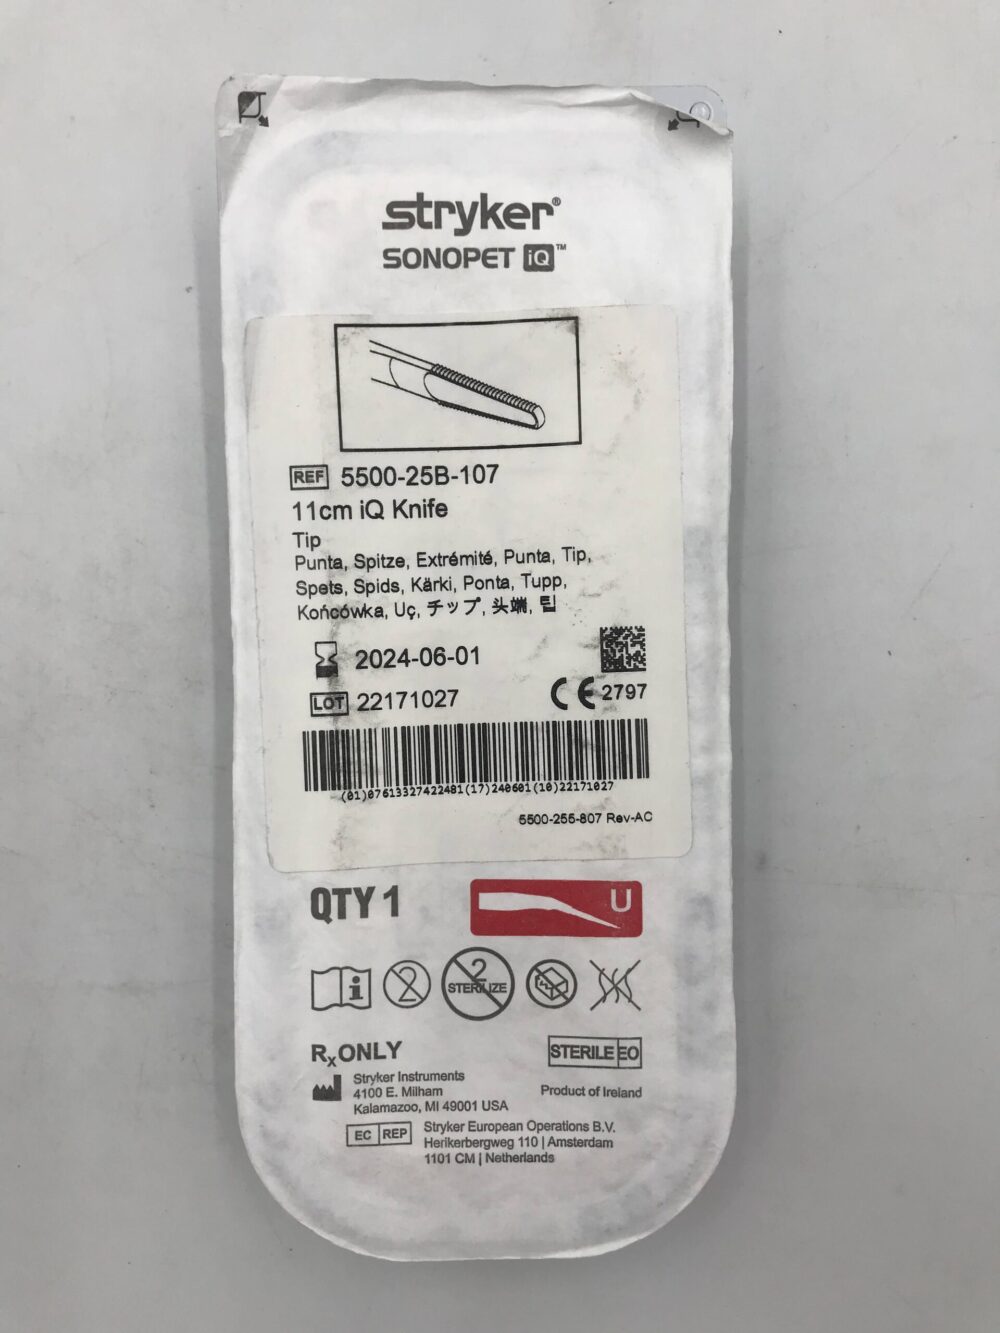 stryker®
SONOPET iQ™
REF 5500-25B-107
11cm iQ Knife
Tip
Punta, Spitze, Extrémité, Punta, Tip,
Spets, Spids, Kärki, Ponta, Tupp,
Końcówka, Uç, チップ, 头端, 팁
2024-06-01
LOT 22171027
CE 2797
(01)07613327422481(17)240601(10)22171027
5500-255-807 Rev-AC
QTY 1
U
i
2
2
STERILIZE
RxONLY
STERILE EO
Stryker Instruments
4100 E. Milham
Kalamazoo, MI 49001 USA
Product of Ireland
EC REP
Stryker European Operations B.V.
Herikerbergweg 110 | Amsterdam
1101 CM | Netherlands